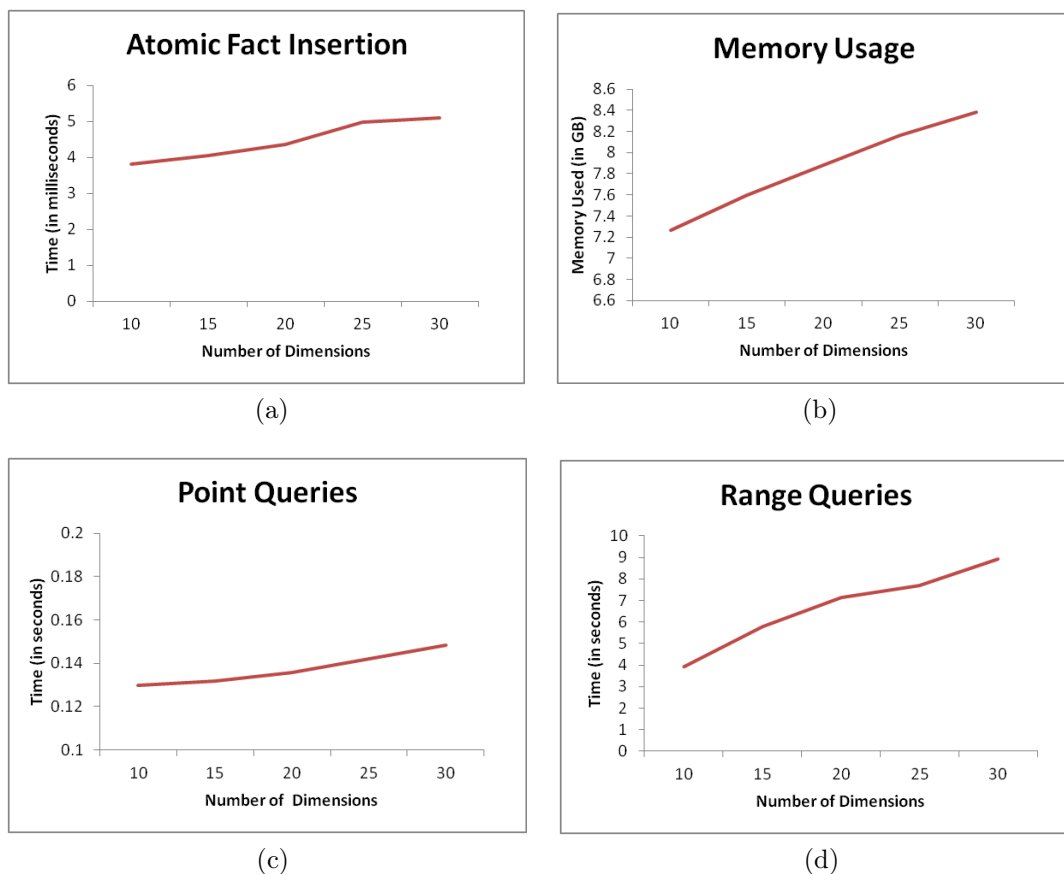 Atomic Fact Insertion
Time (in milliseconds)
6
5
4
3
2
1
0
10 15 20 25 30
Number of Dimensions
(a)
Memory Usage
Memory Used (in GB)
8.6
8.4
8.2
8
7.8
7.6
7.4
7.2
7
6.8
6.6
10 15 20 25 30
Number of Dimensions
(b)
Point Queries
Time (in seconds)
0.2
0.18
0.16
0.14
0.12
0.1
10 15 20 25 30
Number of Dimensions
(c)
Range Queries
Time (in seconds)
10
9
8
7
6
5
4
3
2
1
0
10 15 20 25 30
Number of Dimensions
(d)